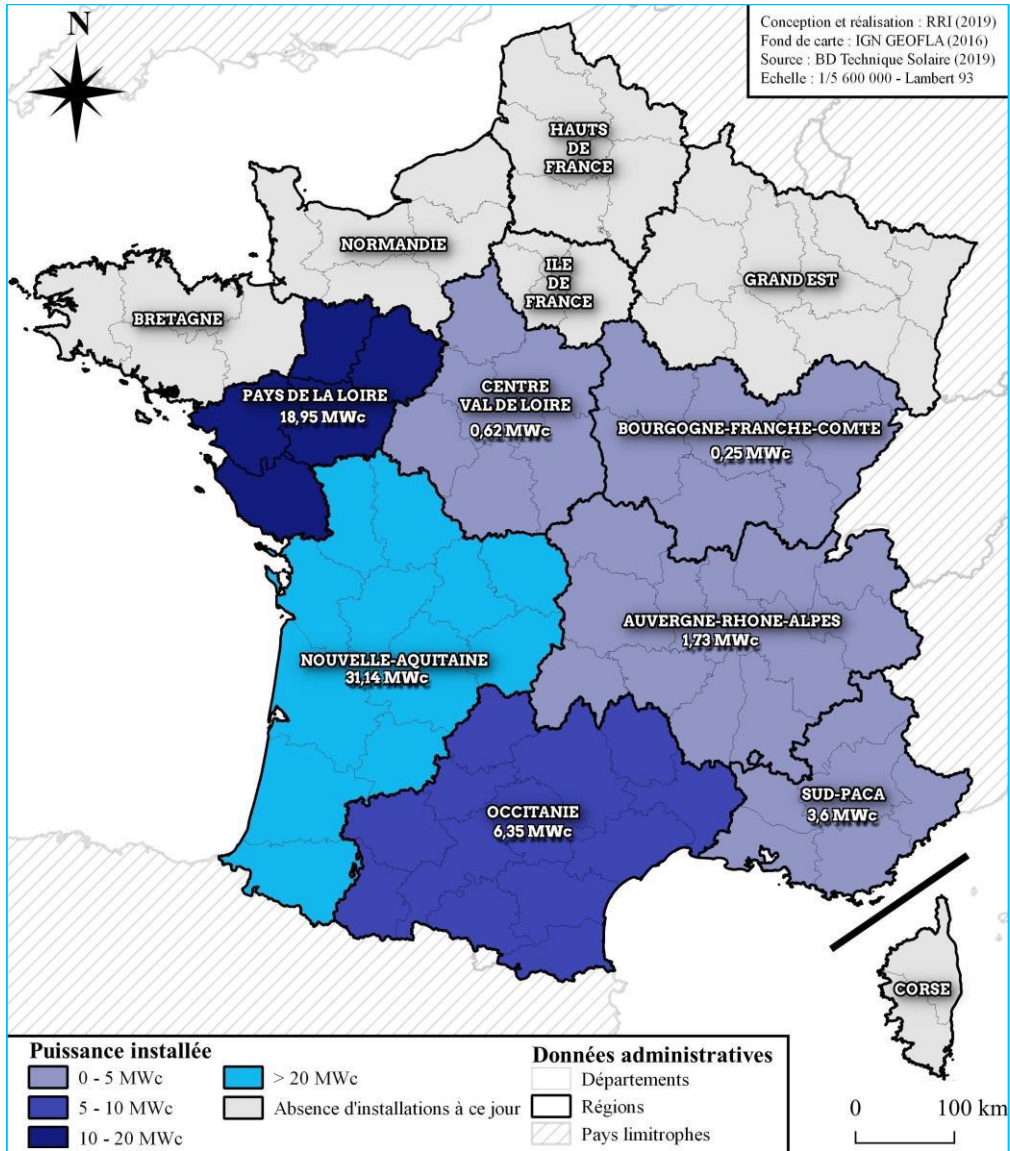 N
Conception et réalisation : RRI (2019)
Fond de carte : IGN GEOFLA (2016)
Source : BD Technique Solaire (2019)
Echelle : 1/5 600 000 - Lambert 93
HAUTS
DE
FRANCE
NORMANDIE
ILE
DE
FRANCE
GRAND EST
BRETAGNE
PAYS DE LA LOIRE
18,95 MWc
CENTRE
VAL DE LOIRE
0,62 MWc
BOURGOGNE-FRANCHE-COMTE
0,25 MWc
AUVERGNE-RHONE-ALPES
1,73 MWc
NOUVELLE-AQUITAINE
31,14 MWc
OCCITANIE
6,35 MWc
SUD-PACA
3,6 MWc
CORSE
Puissance installée
0 - 5 MWc
5 - 10 MWc
10 - 20 MWc
> 20 MWc
Absence d'installations à ce jour
Données administratives
Départements
Régions
Pays limitrophes
0 100 km